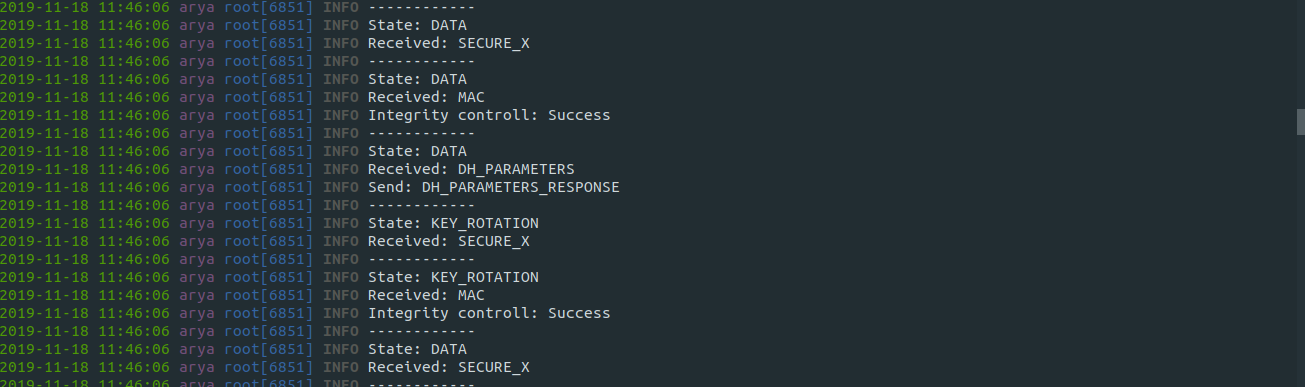 2019-11-18 11:46:06 arya root[6851] INFO ------------
2019-11-18 11:46:06 arya root[6851] INFO State: DATA
2019-11-18 11:46:06 arya root[6851] INFO Received: SECURE_X
2019-11-18 11:46:06 arya root[6851] INFO ------------
2019-11-18 11:46:06 arya root[6851] INFO State: DATA
2019-11-18 11:46:06 arya root[6851] INFO Received: MAC
2019-11-18 11:46:06 arya root[6851] INFO Integrity controll: Success
2019-11-18 11:46:06 arya root[6851] INFO ------------
2019-11-18 11:46:06 arya root[6851] INFO State: DATA
2019-11-18 11:46:06 arya root[6851] INFO Received: DH_PARAMETERS
2019-11-18 11:46:06 arya root[6851] INFO Send: DH_PARAMETERS_RESPONSE
2019-11-18 11:46:06 arya root[6851] INFO ------------
2019-11-18 11:46:06 arya root[6851] INFO State: KEY_ROTATION
2019-11-18 11:46:06 arya root[6851] INFO Received: SECURE_X
2019-11-18 11:46:06 arya root[6851] INFO ------------
2019-11-18 11:46:06 arya root[6851] INFO State: KEY_ROTATION
2019-11-18 11:46:06 arya root[6851] INFO Received: MAC
2019-11-18 11:46:06 arya root[6851] INFO Integrity controll: Success
2019-11-18 11:46:06 arya root[6851] INFO ------------
2019-11-18 11:46:06 arya root[6851] INFO State: DATA
2019-11-18 11:46:06 arya root[6851] INFO Received: SECURE_X
2019-11-18 11:46:06 arya root[6851] INFO ------------